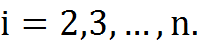 i = 2,3, … , n.